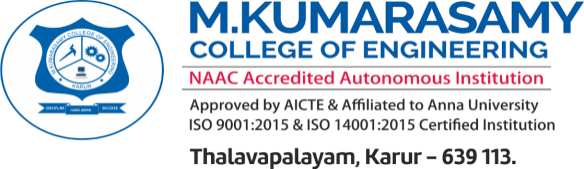 M.KUMARASAMY COLLEGE OF ENGINEERING
KARUR
DISCIPLINE HARD WORK SUCCESS
M.KUMARASAMY
COLLEGE OF ENGINEERING
NAAC Accredited Autonomous Institution
Approved by AICTE & Affiliated to Anna University
ISO 9001:2015 & ISO 14001:2015 Certified Institution
Thalavapalayam, Karur – 639 113.